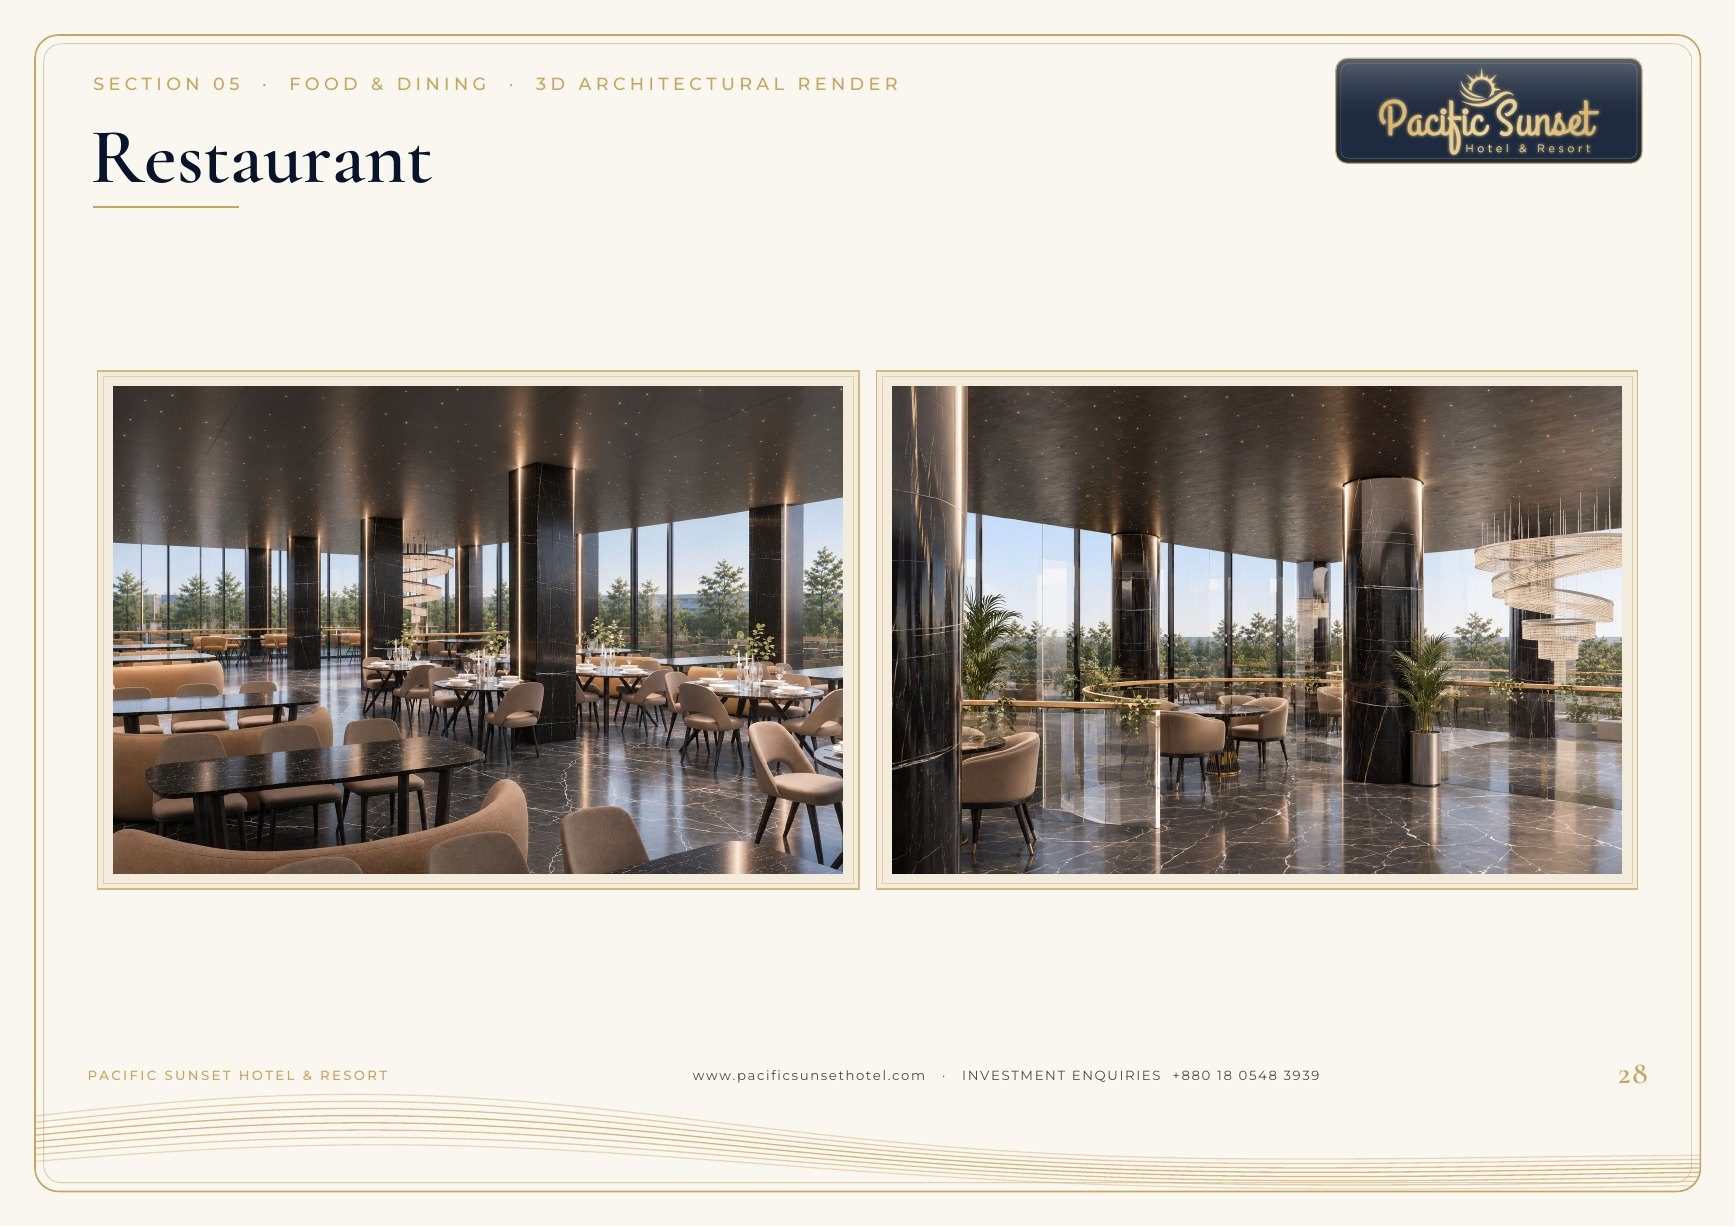 SECTION 05 · FOOD & DINING · 3D ARCHITECTURAL RENDER
Restaurant
Pacific Sunset
Hotel & Resort
PACIFIC SUNSET HOTEL & RESORT
www.pacificsunsethotel.com · INVESTMENT ENQUIRIES +880 18 0548 3939
28